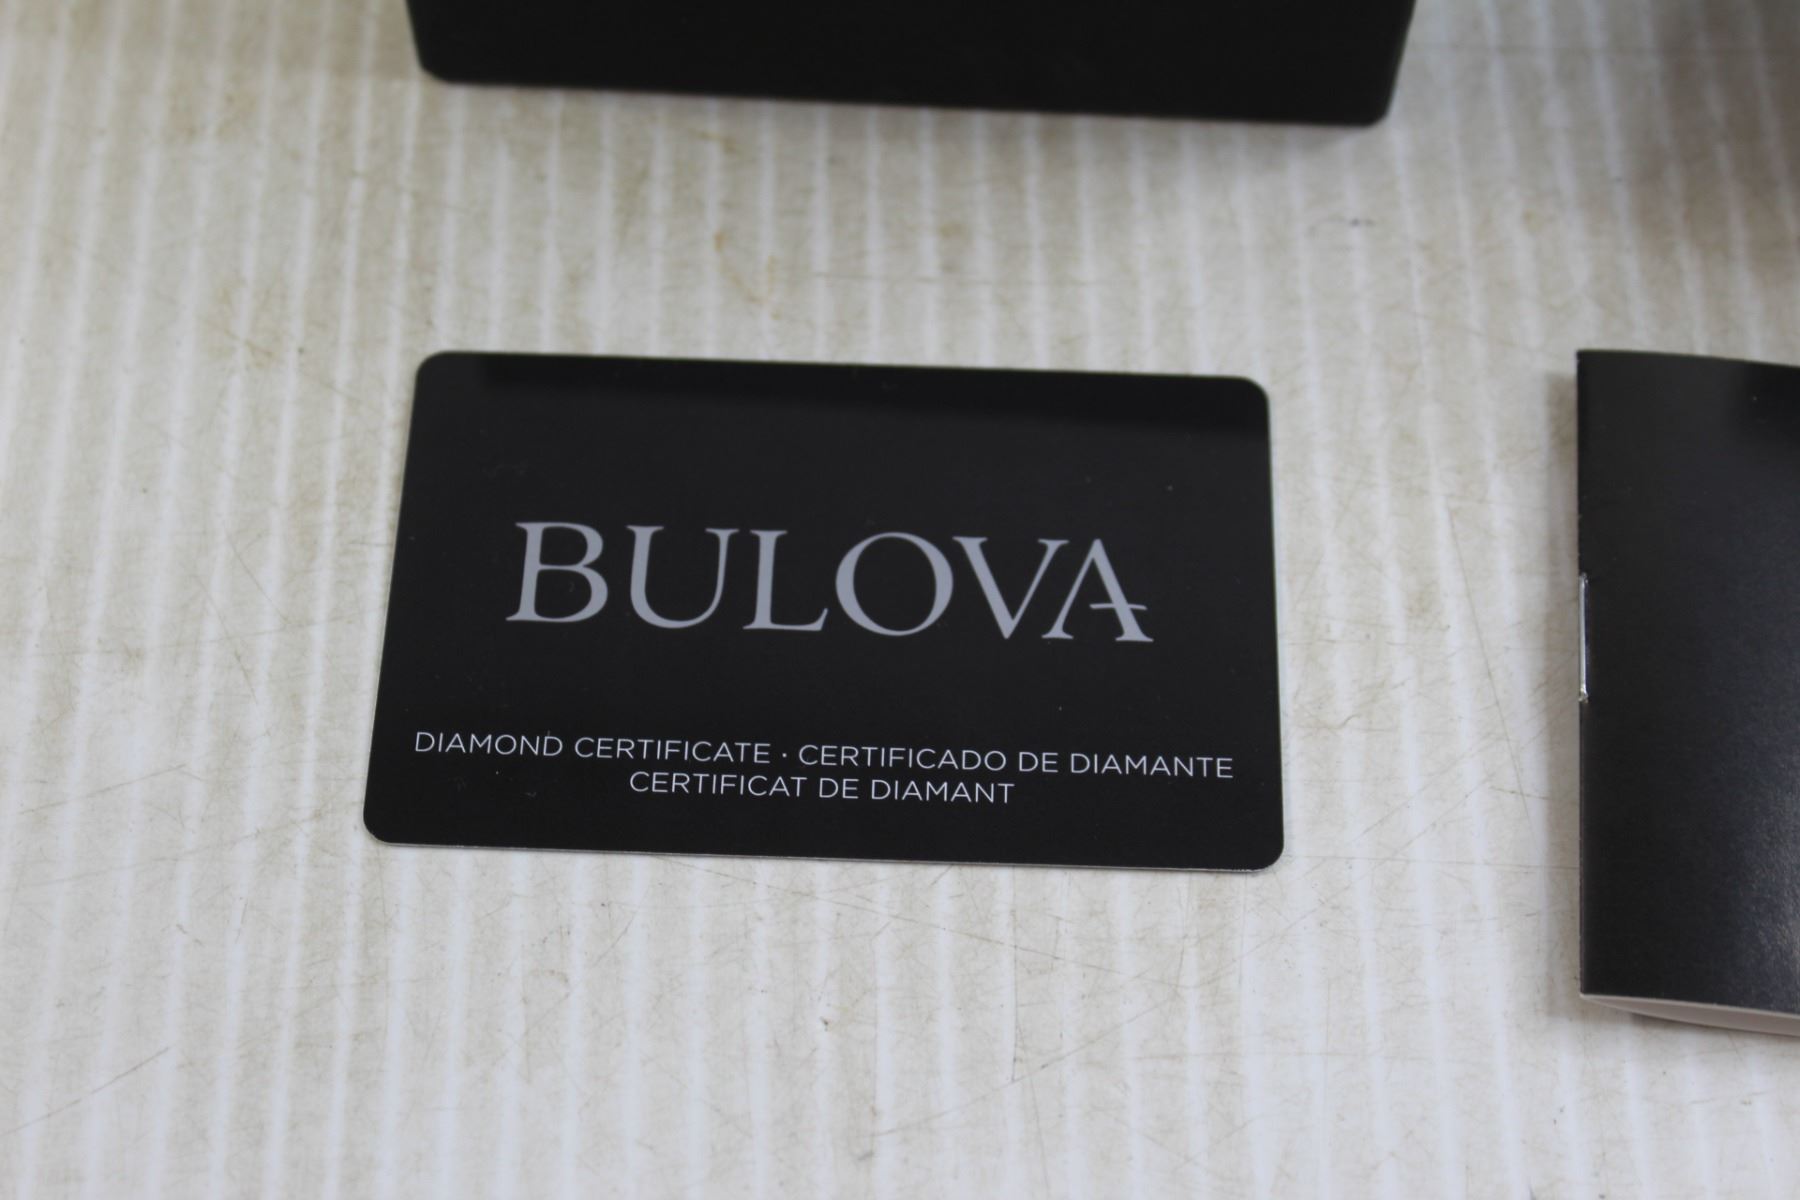 BULOVA
DIAMOND CERTIFICATE · CERTIFICADO DE DIAMANTE
CERTIFICAT DE DIAMANT